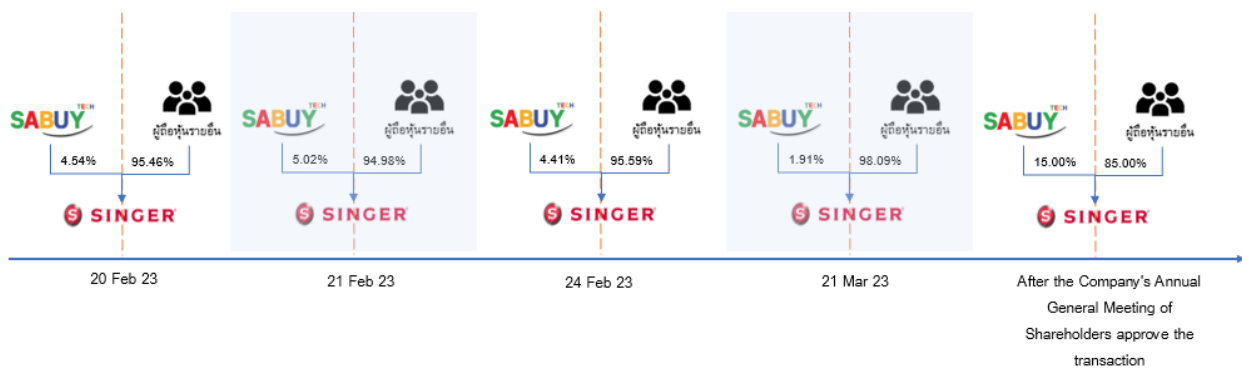 SABUY TECH
ผู้ถือหุ้นรายอื่น
4.54% 95.46%
SINGER
20 Feb 23
SABUY TECH
ผู้ถือหุ้นรายอื่น
5.02% 94.98%
SINGER
21 Feb 23
SABUY TECH
ผู้ถือหุ้นรายอื่น
4.41% 95.59%
SINGER
24 Feb 23
SABUY TECH
ผู้ถือหุ้นรายอื่น
1.91% 98.09%
SINGER
21 Mar 23
SABUY TECH
ผู้ถือหุ้นรายอื่น
15.00% 85.00%
SINGER
After the Company's Annual
General Meeting of
Shareholders approve the
transaction